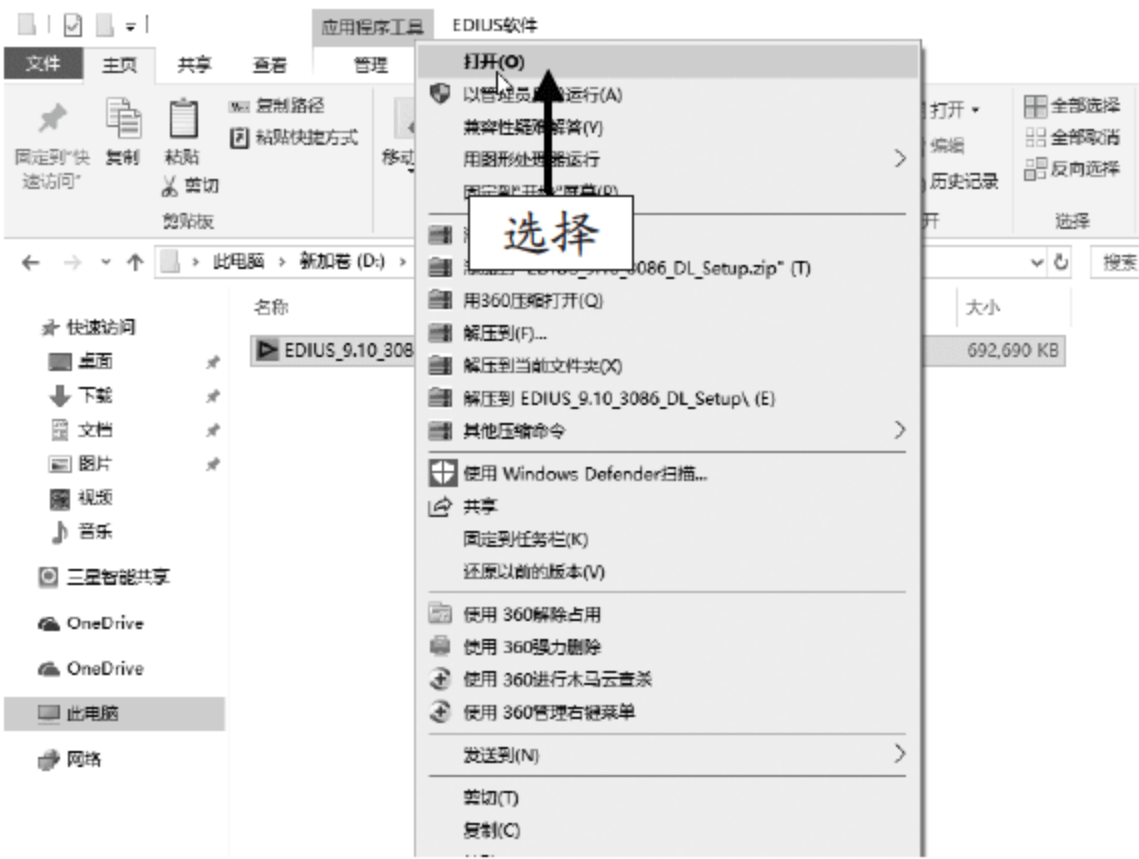 应用程序工具
EDIUS软件
文件
主页
共享
查看
管理
固定到"快
速访问"
复制
粘贴
复制路径
粘贴快捷方式
剪切
剪贴板
打开
编辑
历史记录
全部选择
全部取消
反向选择
选择
此电脑 新加卷 (D:)
搜索
名称
大小
EDIUS_9.10_308
692,690 KB
快速访问
桌面
下载
文档
图片
视频
音乐
三星智能共享
OneDrive
OneDrive
此电脑
网络
打开(O)
兼容性疑难解答(Y)
用图形处理器运行
选择
3086_DL_Setup.zip" (T)
用360压缩打开(Q)
解压到(F)...
解压到当前文件夹(X)
解压到 EDIUS_9.10_3086_DL_Setup\ (E)
其他压缩命令
使用 Windows Defender扫描...
共享
固定到任务栏(K)
还原以前的版本(V)
使用 360解除占用
使用 360强力删除
使用 360进行木马云查杀
使用 360管理右键菜单
发送到(N)
剪切(T)
复制(C)